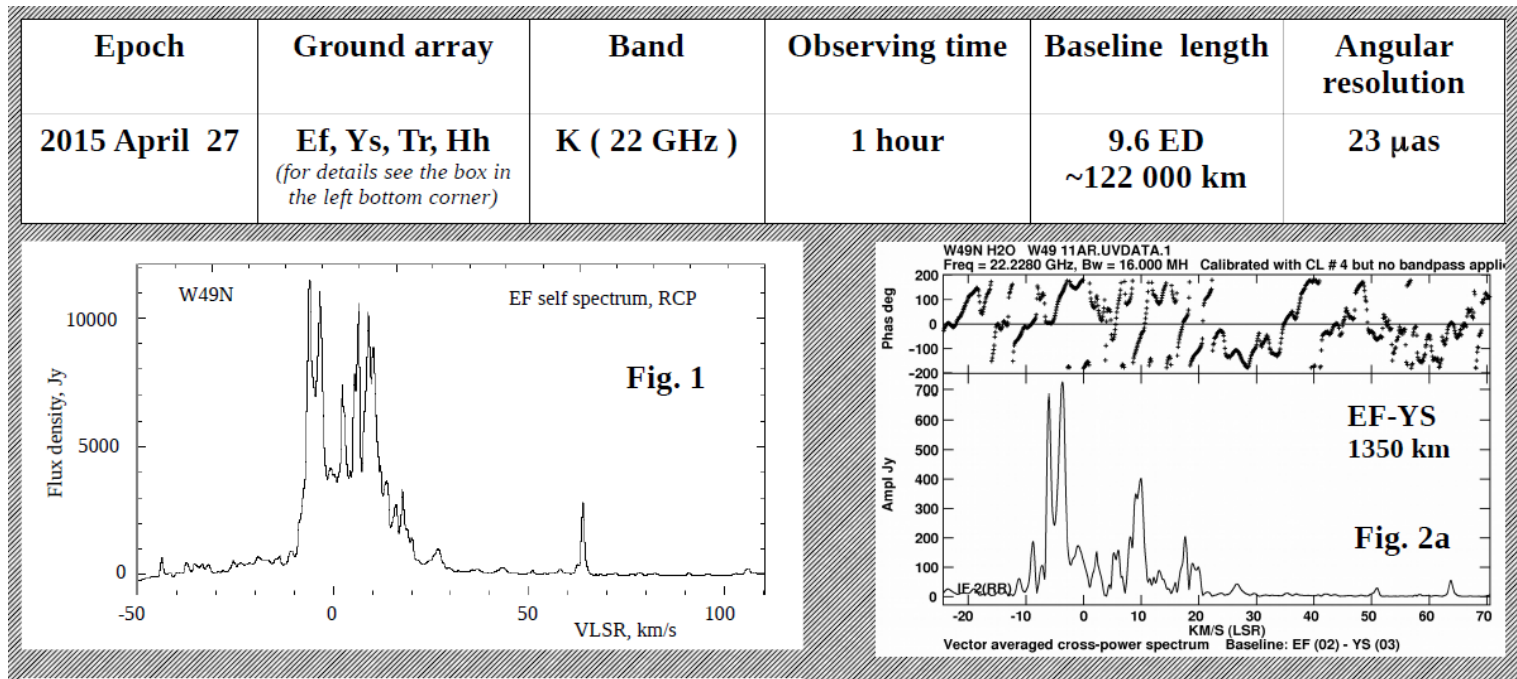 Epoch
Ground array
Band
Observing time
Baseline length
Angular
resolution
2015 April 27
Ef, Ys, Tr, Hh
(for details see the box in
the left bottom corner)
K ( 22 GHz )
1 hour
9.6 ED
~122 000 km
23 μas
W49N
EF self spectrum, RCP
Fig. 1
10000
5000
0
Flux density, Jy
-50
0
50
100
VLSR, km/s
W49N H2O W49 11AR.UVDATA.1
Freq = 22.2280 GHz, Bw = 16.000 MH Calibrated with CL # 4 but no bandpass appli
200
100
0
-100
-200
Phas deg
700
600
500
400
300
200
100
0
Ampl Jy
EF-YS
1350 km
Fig. 2a
IF 2(RR)
-20 -10 0 10 20 30 40 50 60 70
KM/S (LSR)
Vector averaged cross-power spectrum Baseline: EF (02) - YS (03)